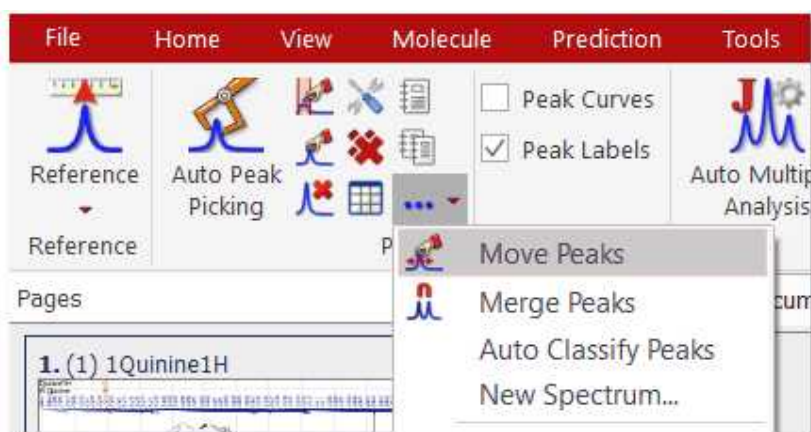 File Home View Molecule Prediction Tools
Reference
Auto Peak
Picking
Peak Curves
Peak Labels
Auto
Analysis
Reference
Move Peaks
Pages
Merge Peaks
1. (1) 1Quinine1H
Auto Classify Peaks
New Spectrum...